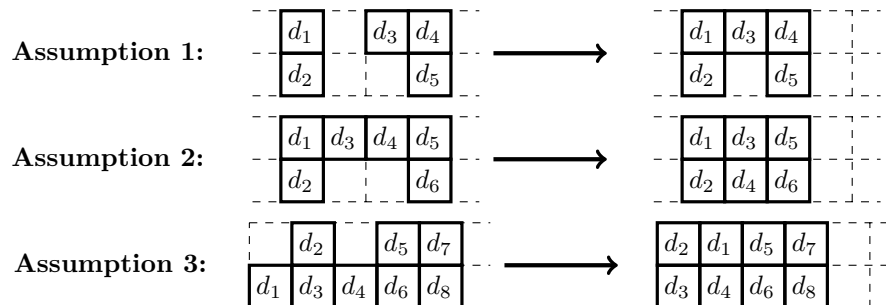 d₁ d₃ d₄ d₁ d₃ d₄
Assumption 1:
d₂ d₅ d₂ d₅
d₁ d₃ d₄ d₅ d₁ d₃ d₅
Assumption 2:
d₂ d₆ d₂ d₄ d₆
d₂ d₅ d₇ d₂ d₁ d₅ d₇
Assumption 3:
d₁ d₃ d₄ d₆ d₈ d₃ d₄ d₆ d₈